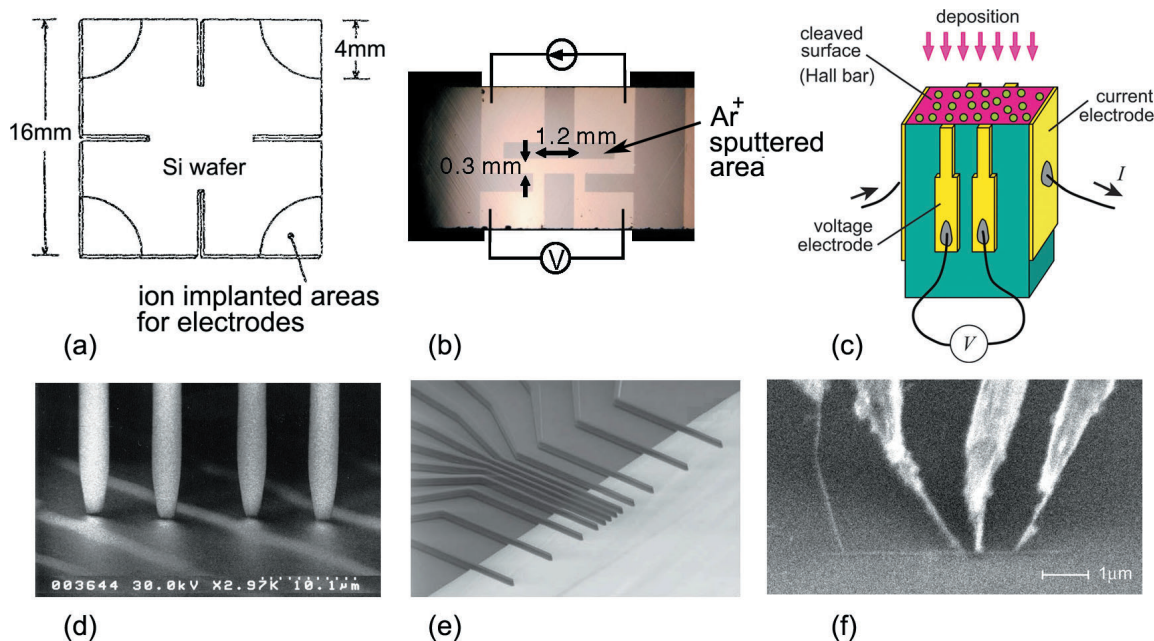 16mm
4mm
Si wafer
ion implanted areas
for electrodes
(a)
1.2 mm
0.3 mm
Ar+
sputtered
area
V
(b)
deposition
cleaved
surface
(Hall bar)
current
electrode
I
voltage
electrode
V
(c)
003644 30.0kV X2.97K 10.1µm
(d)
(e)
1µm
(f)